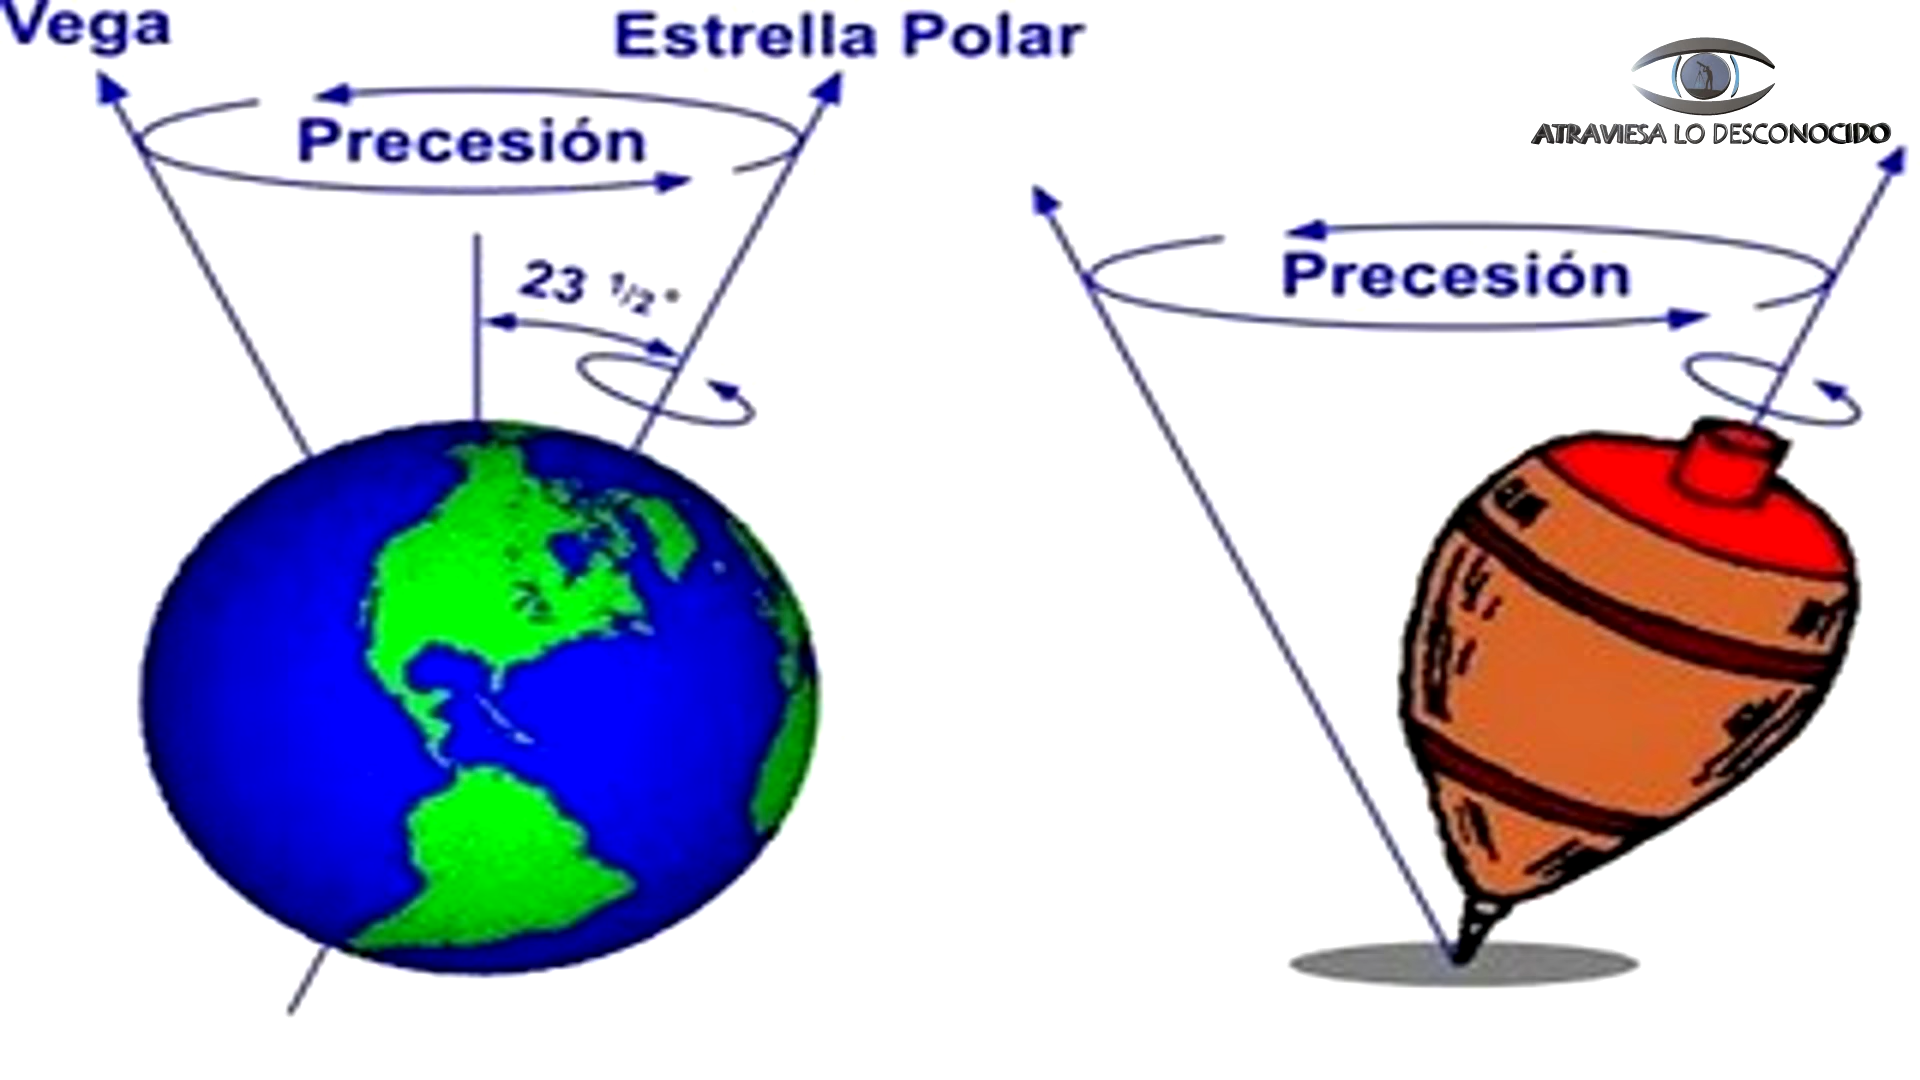 Vega
Estrella Polar
Precesión
23 1/2°
ATRAVIESA LO DESCONOCIDO
Precesión